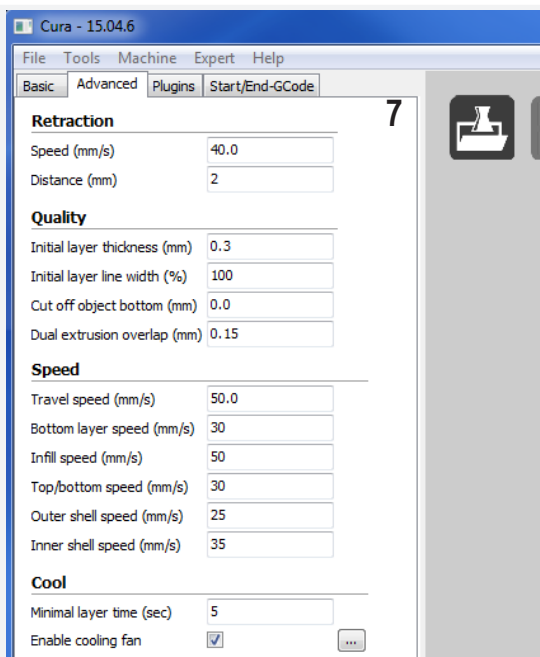 Cura - 15.04.6
File Tools Machine Expert Help
Basic Advanced Plugins Start/End-GCode
7
Retraction
Speed (mm/s) 40.0
Distance (mm) 2
Quality
Initial layer thickness (mm) 0.3
Initial layer line width (%) 100
Cut off object bottom (mm) 0.0
Dual extrusion overlap (mm) 0.15
Speed
Travel speed (mm/s) 50.0
Bottom layer speed (mm/s) 30
Infill speed (mm/s) 50
Top/bottom speed (mm/s) 30
Outer shell speed (mm/s) 25
Inner shell speed (mm/s) 35
Cool
Minimal layer time (sec) 5
Enable cooling fan ...